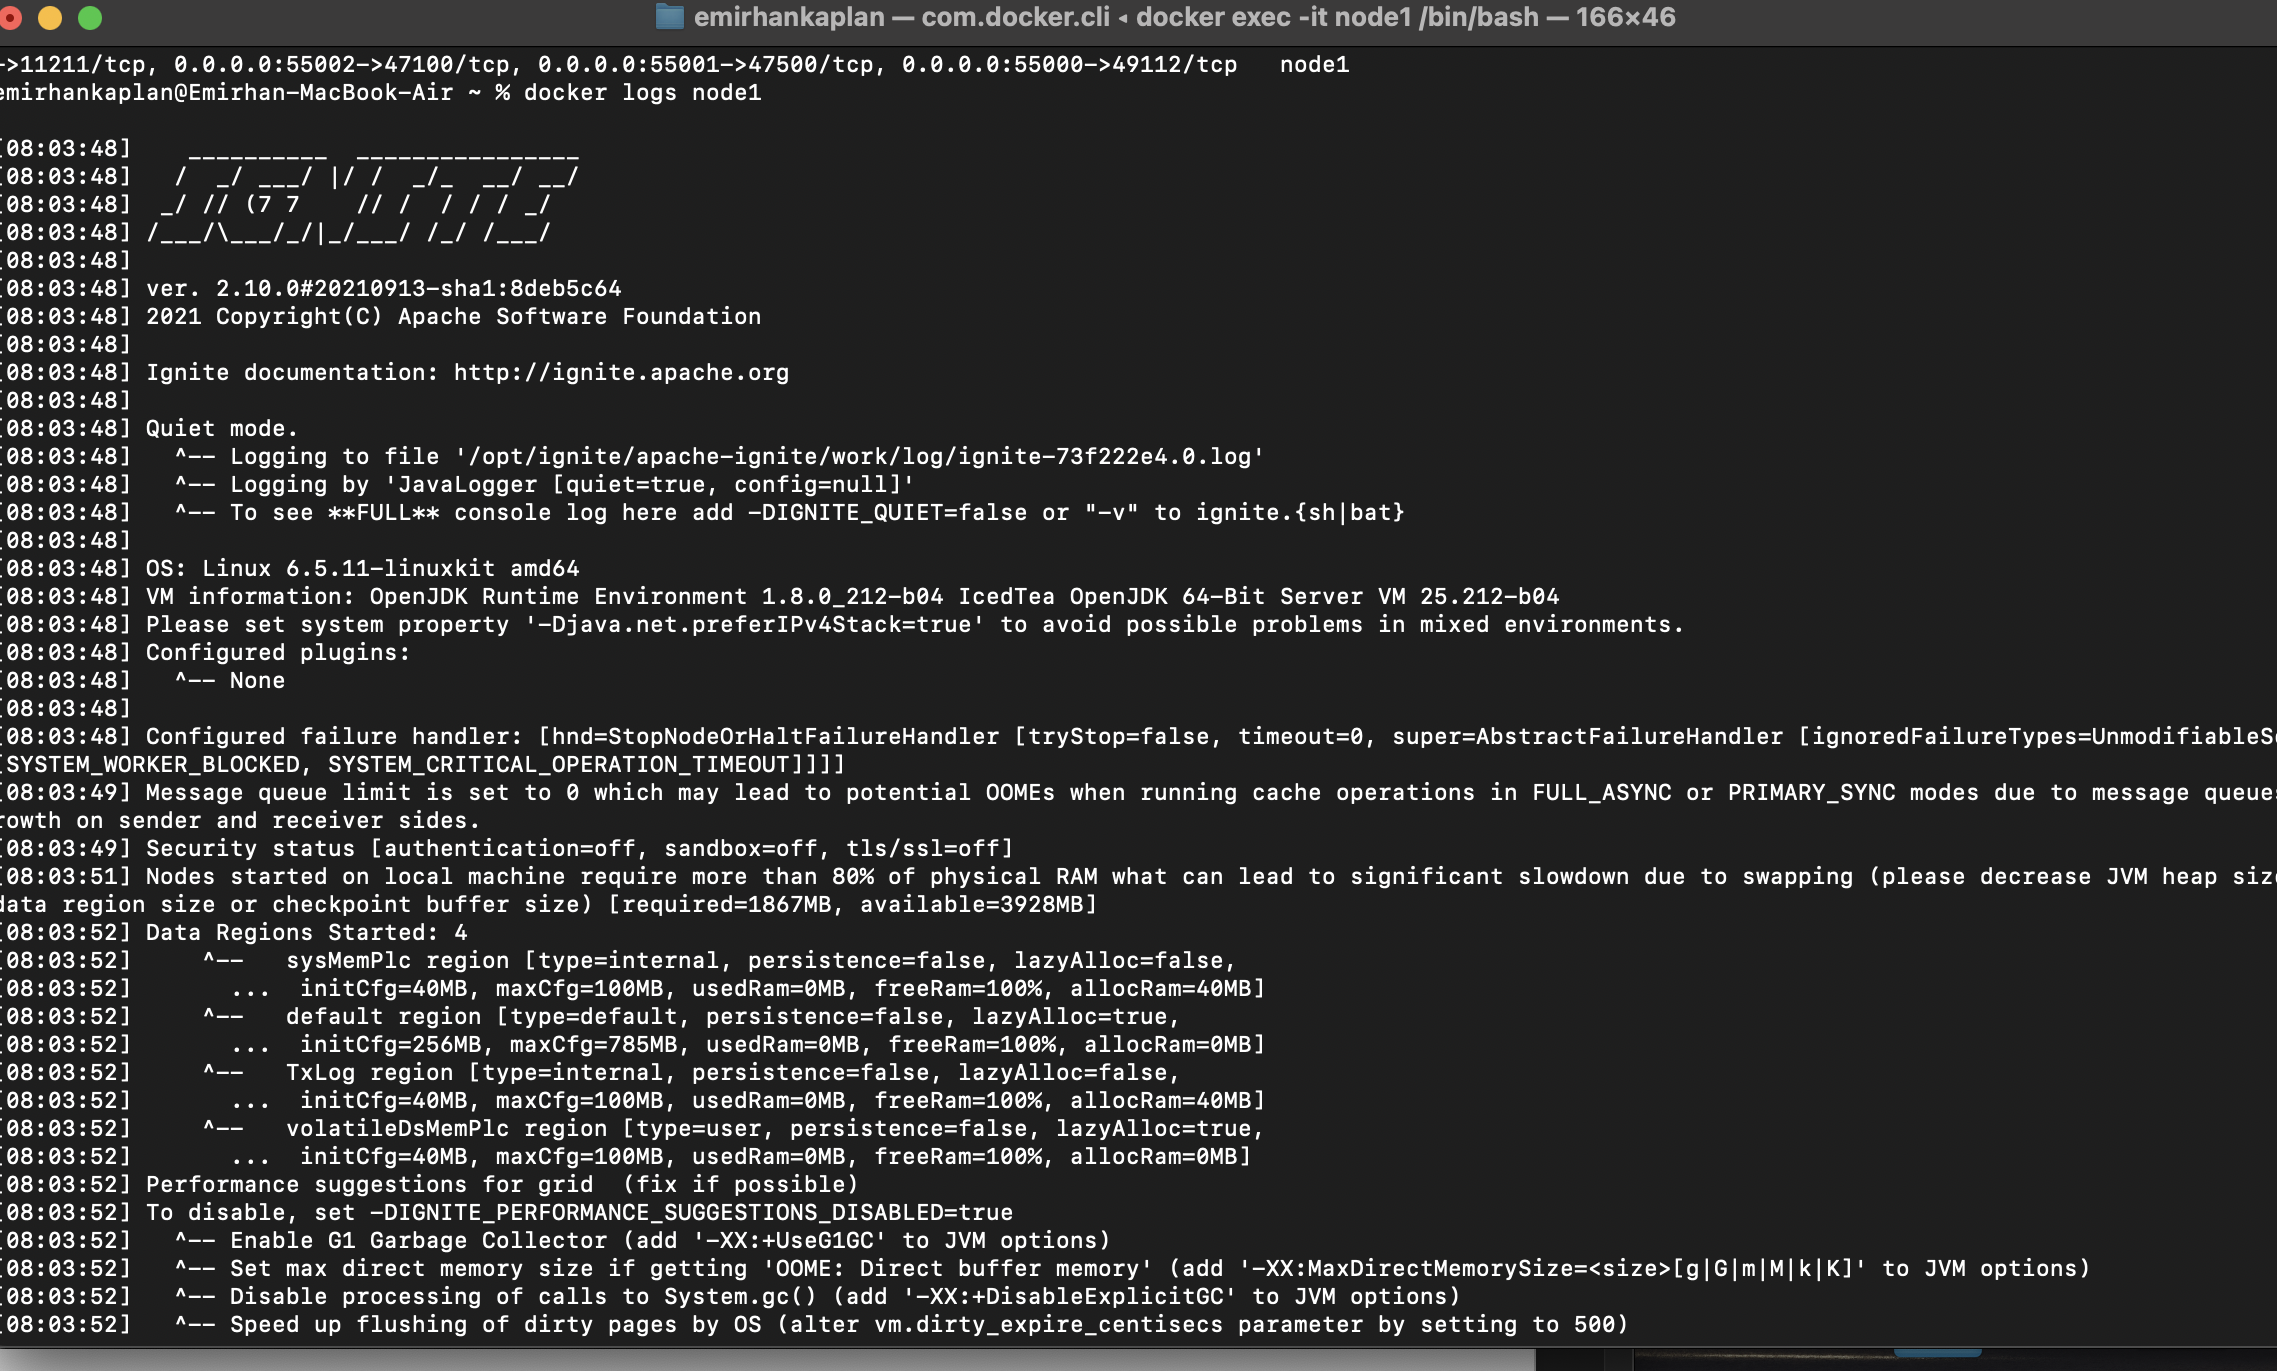 emirhankaplan — com.docker.cli ◂ docker exec -it node1 /bin/bash — 166×46
->11211/tcp, 0.0.0.0:55002->47100/tcp, 0.0.0.0:55001->47500/tcp, 0.0.0.0:55000->49112/tcp   node1
emirhankaplan@Emirhan-MacBook-Air ~ % docker logs node1
[08:03:48]    __________  ________________
[08:03:48]   /  _/ ___/ |/ /  _/_  __/ __/
[08:03:48]  _/ // (7 7    // /  / / / _/
[08:03:48] /___/\___/_/|_/___/ /_/ /___/
[08:03:48]
[08:03:48] ver. 2.10.0#20210913-sha1:8deb5c64
[08:03:48] 2021 Copyright(C) Apache Software Foundation
[08:03:48]
[08:03:48] Ignite documentation: http://ignite.apache.org
[08:03:48]
[08:03:48] Quiet mode.
[08:03:48]   ^-- Logging to file '/opt/ignite/apache-ignite/work/log/ignite-73f222e4.0.log'
[08:03:48]   ^-- Logging by 'JavaLogger [quiet=true, config=null]'
[08:03:48]   ^-- To see **FULL** console log here add -DIGNITE_QUIET=false or "-v" to ignite.{sh|bat}
[08:03:48]
[08:03:48] OS: Linux 6.5.11-linuxkit amd64
[08:03:48] VM information: OpenJDK Runtime Environment 1.8.0_212-b04 IcedTea OpenJDK 64-Bit Server VM 25.212-b04
[08:03:48] Please set system property '-Djava.net.preferIPv4Stack=true' to avoid possible problems in mixed environments.
[08:03:48] Configured plugins:
[08:03:48]   ^-- None
[08:03:48]
[08:03:48] Configured failure handler: [hnd=StopNodeOrHaltFailureHandler [tryStop=false, timeout=0, super=AbstractFailureHandler [ignoredFailureTypes=UnmodifiableSe
[SYSTEM_WORKER_BLOCKED, SYSTEM_CRITICAL_OPERATION_TIMEOUT]]]]
[08:03:49] Message queue limit is set to 0 which may lead to potential OOMEs when running cache operations in FULL_ASYNC or PRIMARY_SYNC modes due to message queues
rowth on sender and receiver sides.
[08:03:49] Security status [authentication=off, sandbox=off, tls/ssl=off]
[08:03:51] Nodes started on local machine require more than 80% of physical RAM what can lead to significant slowdown due to swapping (please decrease JVM heap size
data region size or checkpoint buffer size) [required=1867MB, available=3928MB]
[08:03:52] Data Regions Started: 4
[08:03:52]     ^--   sysMemPlc region [type=internal, persistence=false, lazyAlloc=false,
[08:03:52]       ...  initCfg=40MB, maxCfg=100MB, usedRam=0MB, freeRam=100%, allocRam=40MB]
[08:03:52]     ^--   default region [type=default, persistence=false, lazyAlloc=true,
[08:03:52]       ...  initCfg=256MB, maxCfg=785MB, usedRam=0MB, freeRam=100%, allocRam=0MB]
[08:03:52]     ^--   TxLog region [type=internal, persistence=false, lazyAlloc=false,
[08:03:52]       ...  initCfg=40MB, maxCfg=100MB, usedRam=0MB, freeRam=100%, allocRam=40MB]
[08:03:52]     ^--   volatileDsMemPlc region [type=user, persistence=false, lazyAlloc=true,
[08:03:52]       ...  initCfg=40MB, maxCfg=100MB, usedRam=0MB, freeRam=100%, allocRam=0MB]
[08:03:52] Performance suggestions for grid  (fix if possible)
[08:03:52] To disable, set -DIGNITE_PERFORMANCE_SUGGESTIONS_DISABLED=true
[08:03:52]   ^-- Enable G1 Garbage Collector (add '-XX:+UseG1GC' to JVM options)
[08:03:52]   ^-- Set max direct memory size if getting 'OOME: Direct buffer memory' (add '-XX:MaxDirectMemorySize=<size>[g|G|m|M|k|K]' to JVM options)
[08:03:52]   ^-- Disable processing of calls to System.gc() (add '-XX:+DisableExplicitGC' to JVM options)
[08:03:52]   ^-- Speed up flushing of dirty pages by OS (alter vm.dirty_expire_centisecs parameter by setting to 500)